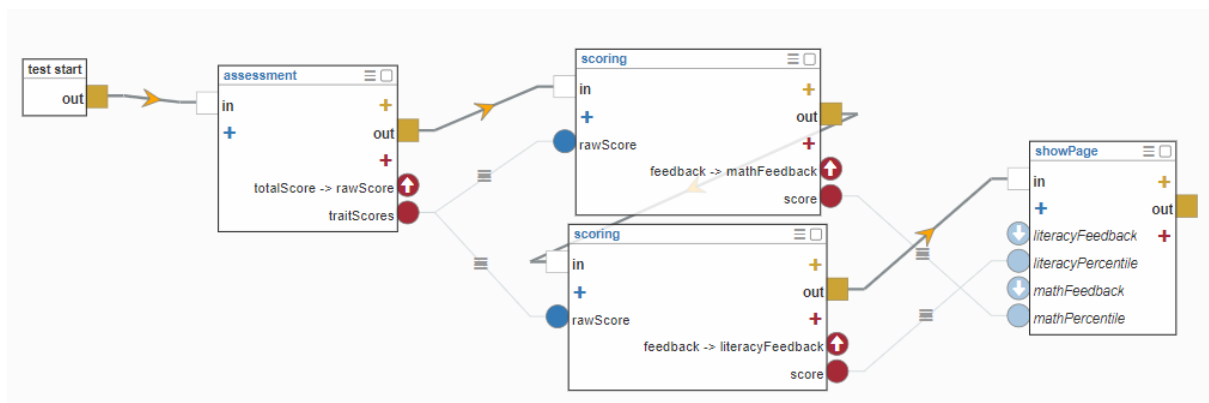 test start
out
assessment
in
out
totalScore -> rawScore
traitScores
scoring
in
out
rawScore
feedback -> mathFeedback
score
scoring
in
out
rawScore
feedback -> literacyFeedback
score
showPage
in
out
literacyFeedback
literacyPercentile
mathFeedback
mathPercentile